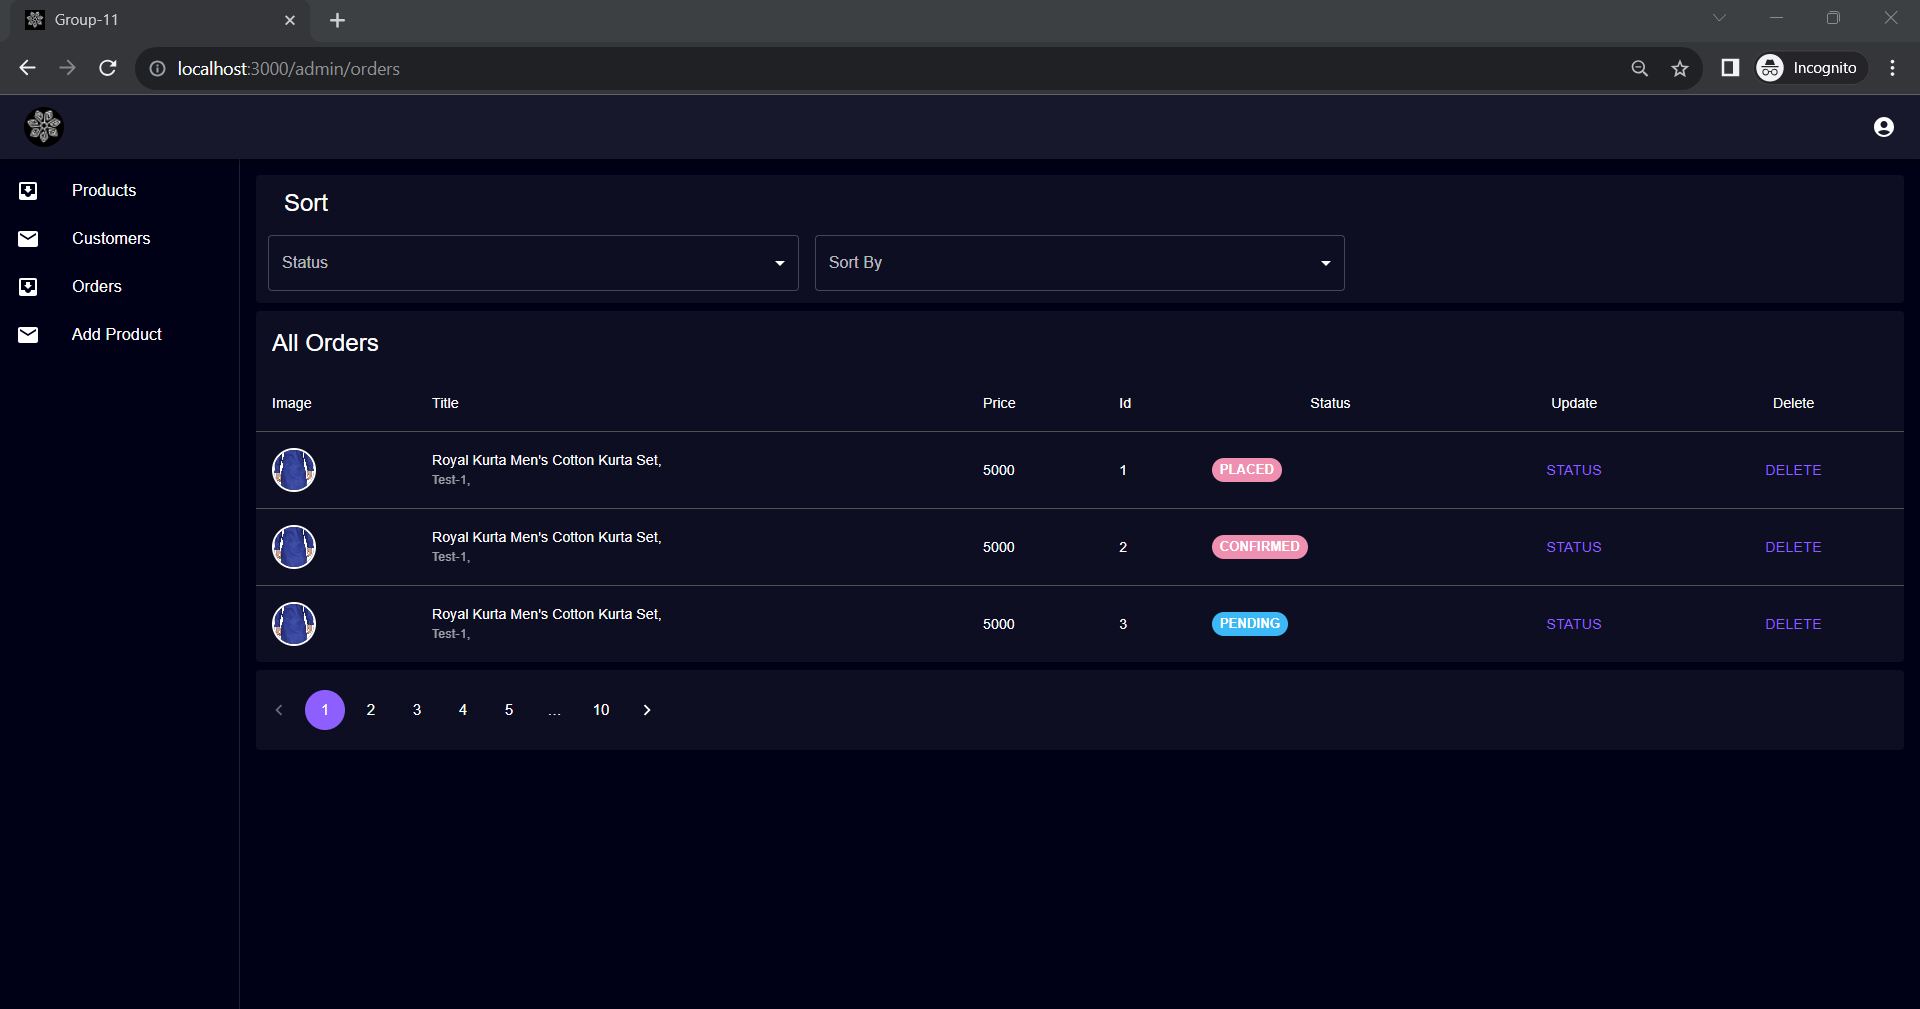 Group-11
localhost:3000/admin/orders
Incognito
Products
Customers
Orders
Add Product
Sort
Status
Sort By
All Orders
Image Title Price Id Status Update Delete
Royal Kurta Men's Cotton Kurta Set,
Test-1,
5000 1 PLACED STATUS DELETE
Royal Kurta Men's Cotton Kurta Set,
Test-1,
5000 2 CONFIRMED STATUS DELETE
Royal Kurta Men's Cotton Kurta Set,
Test-1,
5000 3 PENDING STATUS DELETE
1 2 3 4 5 ... 10